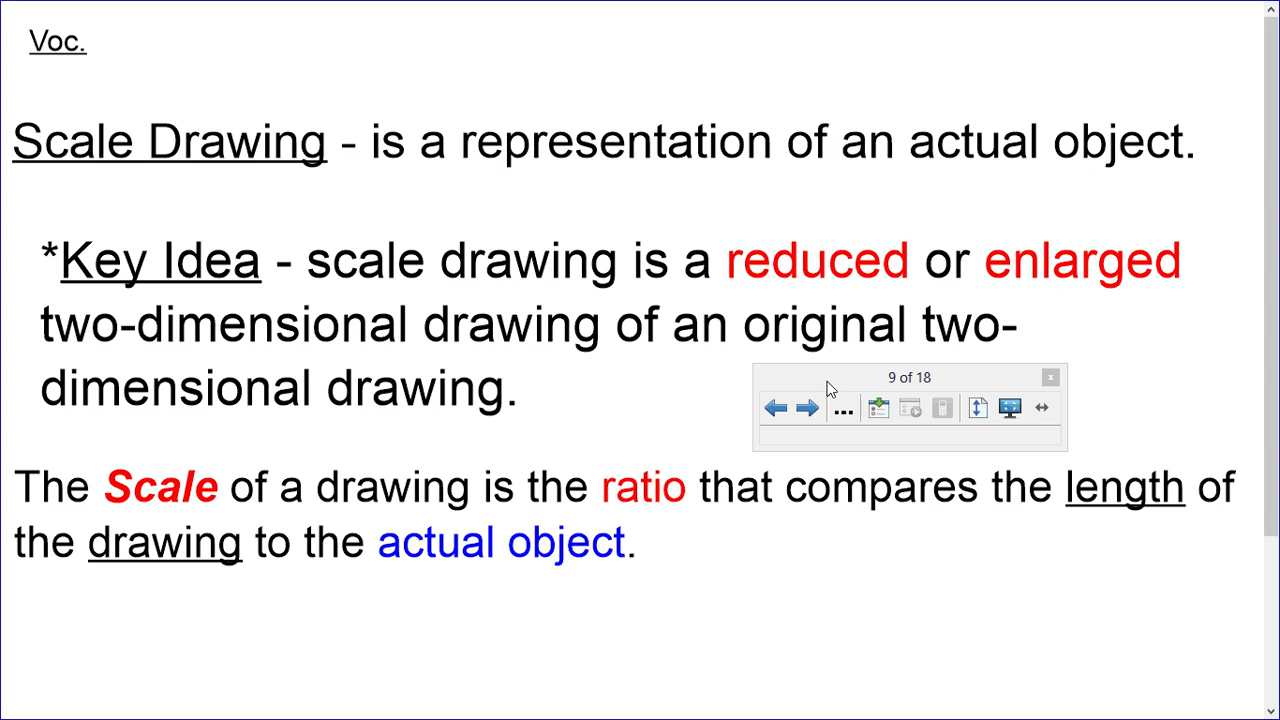 Voc.
Scale Drawing - is a representation of an actual object.
*Key Idea - scale drawing is a reduced or enlarged
two-dimensional drawing of an original two-
dimensional drawing.
9 of 18
x
...
The Scale of a drawing is the ratio that compares the length of
the drawing to the actual object.